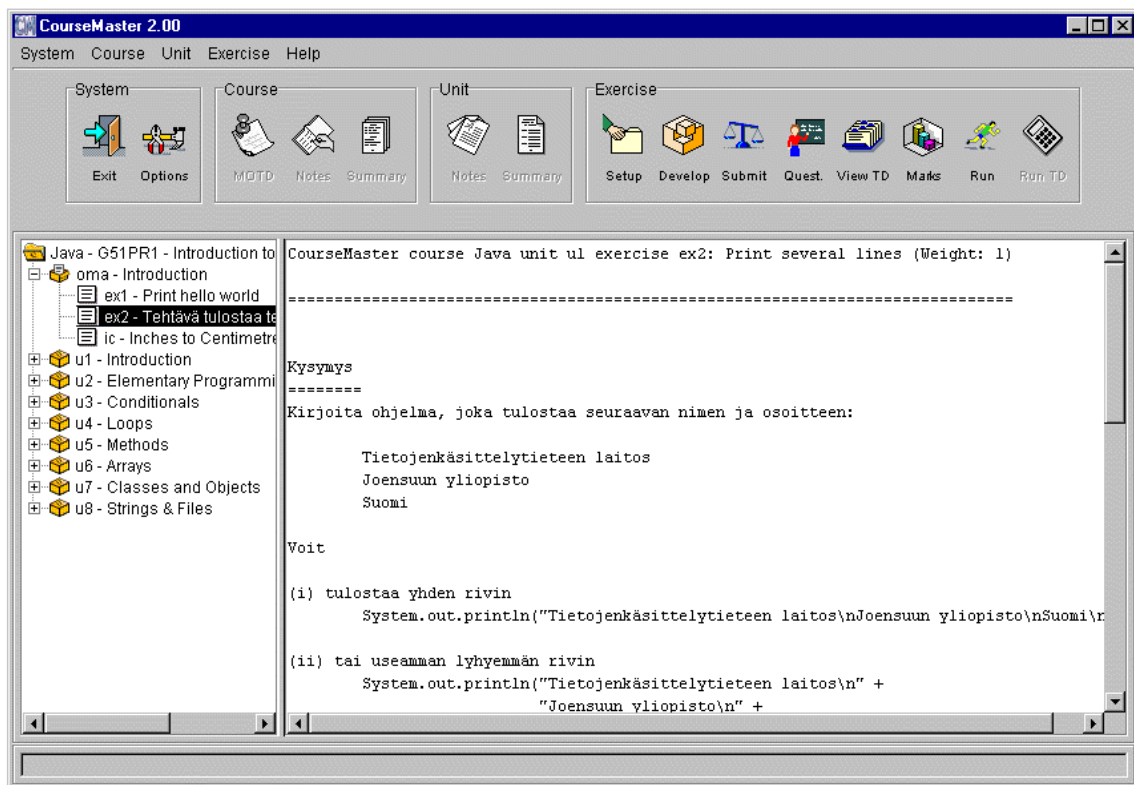 CourseMaster 2.00
System Course Unit Exercise Help
System Course Unit Exercise
Exit Options MOTD Notes Summary Notes Summary Setup Develop Submit Quest. View TD Marks Run Run TD
Java - G51PR1 - Introduction to
oma - Introduction
ex1 - Print hello world
ex2 - Tehtävä tulostaa te
ic - Inches to Centimetre
u1 - Introduction
u2 - Elementary Programmi
u3 - Conditionals
u4 - Loops
u5 - Methods
u6 - Arrays
u7 - Classes and Objects
u8 - Strings & Files
CourseMaster course Java unit u1 exercise ex2: Print several lines (Weight: 1)
==============================================================================
Kysymys
========
Kirjoita ohjelma, joka tulostaa seuraavan nimen ja osoitteen:
Tietojenkäsittelytieteen laitos
Joensuun yliopisto
Suomi
Voit
(i) tulostaa yhden rivin
System.out.println("Tietojenkäsittelytieteen laitos\nJoensuun yliopisto\nSuomi\n
(ii) tai useamman lyhyemmän rivin
System.out.println("Tietojenkäsittelytieteen laitos\n" +
"Joensuun yliopisto\n" +